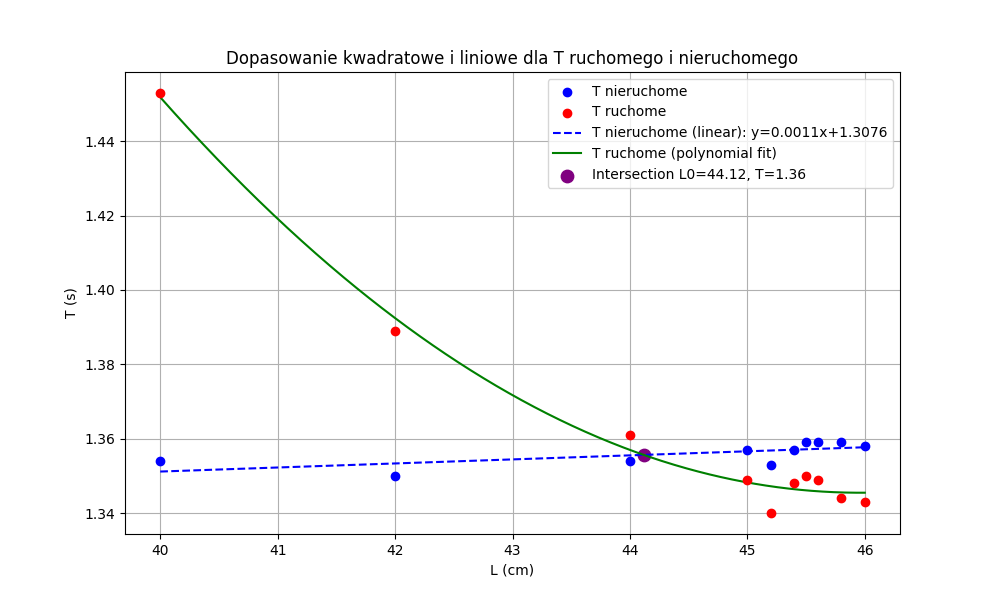 Dopasowanie kwadratowe i liniowe dla T ruchomego i nieruchomego
T nieruchome
T ruchome
T nieruchome (linear): y=0.0011x+1.3076
T ruchome (polynomial fit)
Intersection L0=44.12, T=1.36
T (s)
1.44
1.42
1.40
1.38
1.36
1.34
40 41 42 43 44 45 46
L (cm)